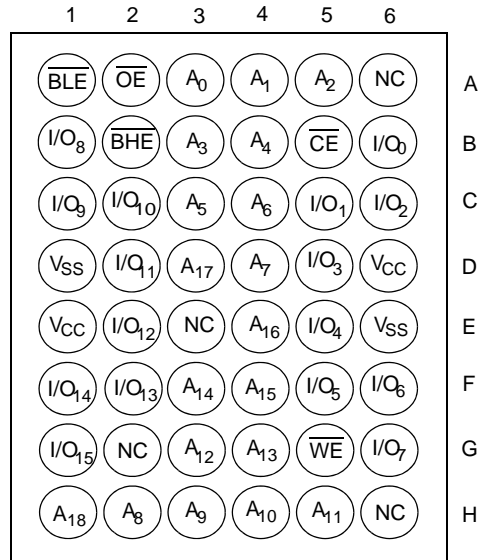 1 2 3 4 5 6
BLE OE A0 A1 A2 NC A
I/O8 BHE A3 A4 CE I/O0 B
I/O9 I/O10 A5 A6 I/O1 I/O2 C
VSS I/O11 A17 A7 I/O3 VCC D
VCC I/O12 NC A16 I/O4 VSS E
I/O14 I/O13 A14 A15 I/O5 I/O6 F
I/O15 NC A12 A13 WE I/O7 G
A18 A8 A9 A10 A11 NC H